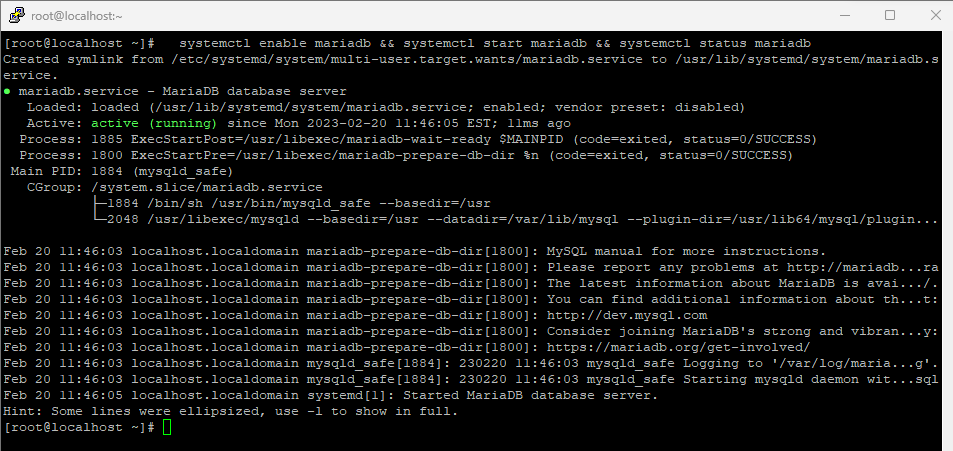 root@localhost:~
[root@localhost ~]#   systemctl enable mariadb && systemctl start mariadb && systemctl status mariadb
Created symlink from /etc/systemd/system/multi-user.target.wants/mariadb.service to /usr/lib/systemd/system/mariadb.s
ervice.
● mariadb.service - MariaDB database server
   Loaded: loaded (/usr/lib/systemd/system/mariadb.service; enabled; vendor preset: disabled)
   Active: active (running) since Mon 2023-02-20 11:46:05 EST; 11ms ago
  Process: 1885 ExecStartPost=/usr/libexec/mariadb-wait-ready $MAINPID (code=exited, status=0/SUCCESS)
  Process: 1800 ExecStartPre=/usr/libexec/mariadb-prepare-db-dir %n (code=exited, status=0/SUCCESS)
 Main PID: 1884 (mysqld_safe)
   CGroup: /system.slice/mariadb.service
           ├─1884 /bin/sh /usr/bin/mysqld_safe --basedir=/usr
           └─2048 /usr/libexec/mysqld --basedir=/usr --datadir=/var/lib/mysql --plugin-dir=/usr/lib64/mysql/plugin...

Feb 20 11:46:03 localhost.localdomain mariadb-prepare-db-dir[1800]: MySQL manual for more instructions.
Feb 20 11:46:03 localhost.localdomain mariadb-prepare-db-dir[1800]: Please report any problems at http://mariadb...ra
Feb 20 11:46:03 localhost.localdomain mariadb-prepare-db-dir[1800]: The latest information about MariaDB is avai.../.
Feb 20 11:46:03 localhost.localdomain mariadb-prepare-db-dir[1800]: You can find additional information about th...t:
Feb 20 11:46:03 localhost.localdomain mariadb-prepare-db-dir[1800]: http://dev.mysql.com
Feb 20 11:46:03 localhost.localdomain mariadb-prepare-db-dir[1800]: Consider joining MariaDB's strong and vibran...y:
Feb 20 11:46:03 localhost.localdomain mariadb-prepare-db-dir[1800]: https://mariadb.org/get-involved/
Feb 20 11:46:03 localhost.localdomain mysqld_safe[1884]: 230220 11:46:03 mysqld_safe Logging to '/var/log/maria...g'.
Feb 20 11:46:03 localhost.localdomain mysqld_safe[1884]: 230220 11:46:03 mysqld_safe Starting mysqld daemon wit...sql
Feb 20 11:46:05 localhost.localdomain systemd[1]: Started MariaDB database server.
Hint: Some lines were ellipsized, use -l to show in full.
[root@localhost ~]#